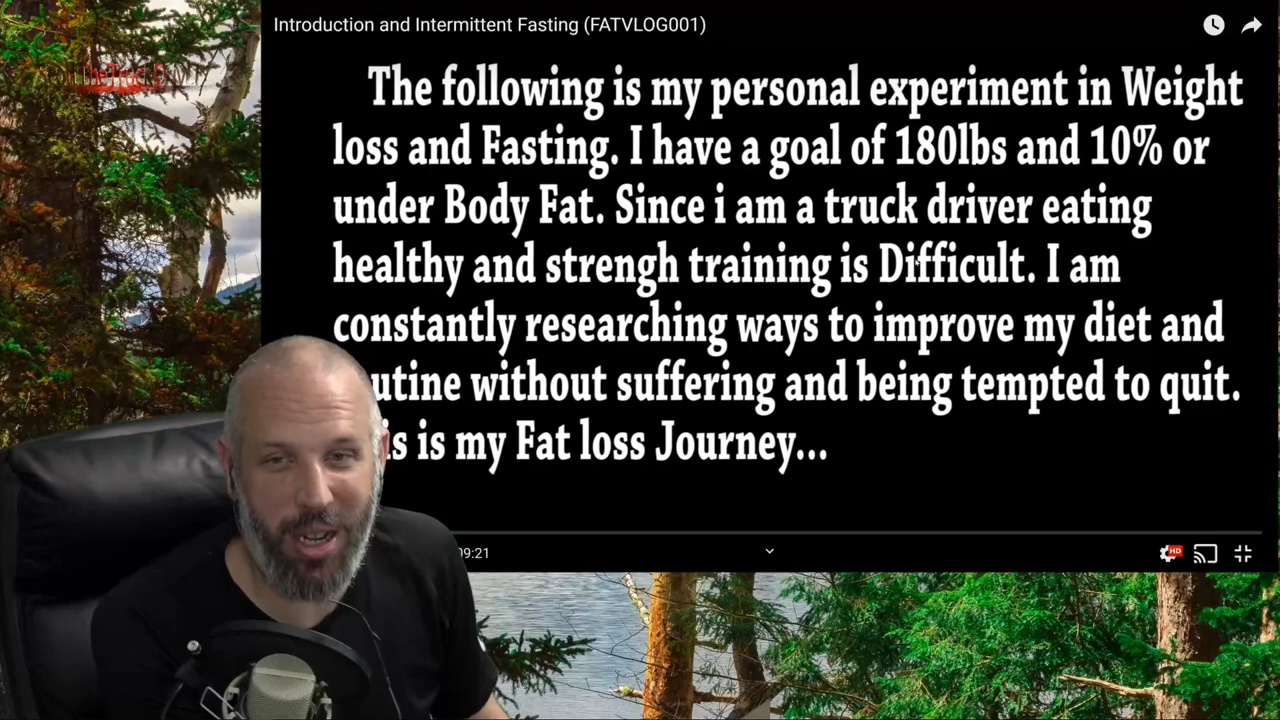 Introduction and Intermittent Fasting (FATVLOG001)
The following is my personal experiment in Weight
loss and Fasting. I have a goal of 180lbs and 10% or
under Body Fat. Since i am a truck driver eating
healthy and strengh training is Difficult. I am
constantly researching ways to improve my diet and
utine without suffering and being tempted to quit.
is is my Fat loss Journey...
09:21
HD